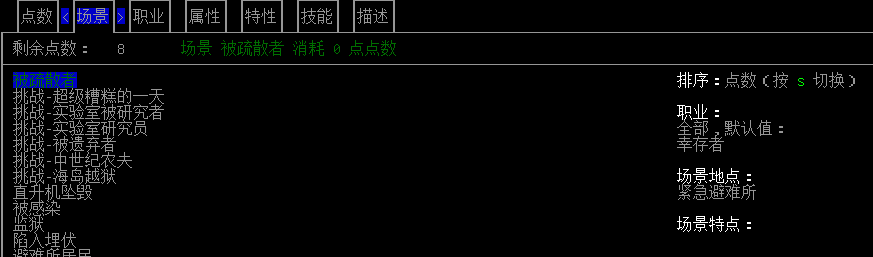 点数 < 场景 > 职业 属性 特性 技能 描述
剩余点数： 8 场景 被疏散者 消耗 0 点点数
被疏散者
挑战-超级糟糕的一天
挑战-实验室被研究者
挑战-实验室研究员
挑战-被遗弃者
挑战-中世纪农夫
挑战-海岛越狱
直升机坠毁
被感染
监狱
陷入埋伏
避难所居民
排序：点数（按 s 切换）
职业：
全部，默认值：
幸存者
场景地点：
紧急避难所
场景特点：